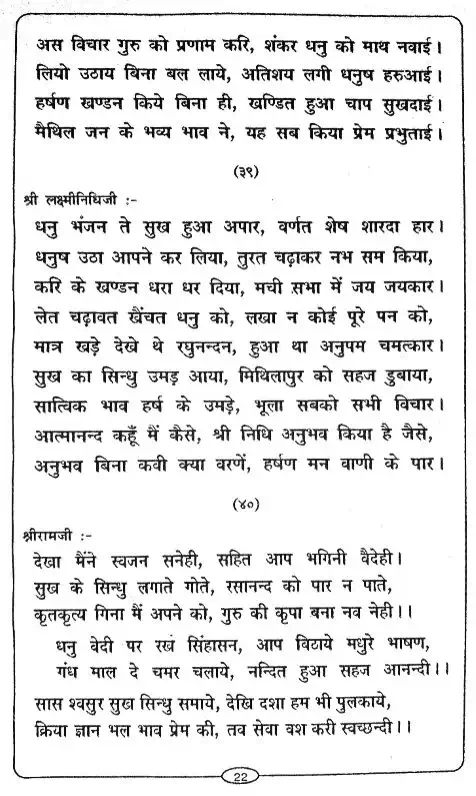 अस विचार गुरु को प्रणाम करि, शंकर धनु को माथ नवाई।
लियो उठाय बिना बल लाये, अतिशय लगी धनुष हरुआई।
हर्षण खण्डन किये बिना ही, खण्डित हुआ चाप सुखदाई।
मैथिल जन के भव्य भाव ने, यह सब किया प्रेम प्रभुताई।
(३९)
श्री लक्ष्मीनिधिजी :-
धनु भंजन ते सुख हुआ अपार, वर्णत शेष शारदा हार।
धनुष उठा आपने कर लिया, तुरत चढ़ाकर नभ सम किया,
करि के खण्डन धरा धर दिया, मची सभा में जय जयकार।
लेत चढ़ावत खैंचत धनु को, लखा न कोई पूरे पन को,
मात्र खड़े देखे थे रघुनन्दन, हुआ था अनुपम चमत्कार।
सुख का सिन्धु उमड़ आया, मिथिलापुर को सहज डुबाया,
सात्विक भाव हर्ष के उमड़े, भूला सबको सभी विचार।
आत्मानन्द कहूँ मैं कैसे, श्री निधि अनुभव किया है जैसे,
अनुभव बिना कवी क्या वरणें, हर्षण मन वाणी के पार।
(४०)
श्रीरामजी :-
देखा मैंने स्वजन सनेही, सहित आप भगिनी वैदेही।
सुख के सिन्धु लगाते गोते, रसानन्द को पार न पाते,
कृतकृत्य गिना मैं अपने को, गुरु की कृपा बना नव नेही।।
धनु वेदी पर रख सिंहासन, आप विठाये मधुरे भाषण,
गंध माल दे चमर चलाये, नन्दित हुआ सहज आनन्दी।।
सास श्वसुर सुख सिन्धु समाये, देखि दशा हम भी पुलकाये,
क्रिया ज्ञान भल भाव प्रेम की, तव सेवा वश करी स्वच्छन्दी।।
22